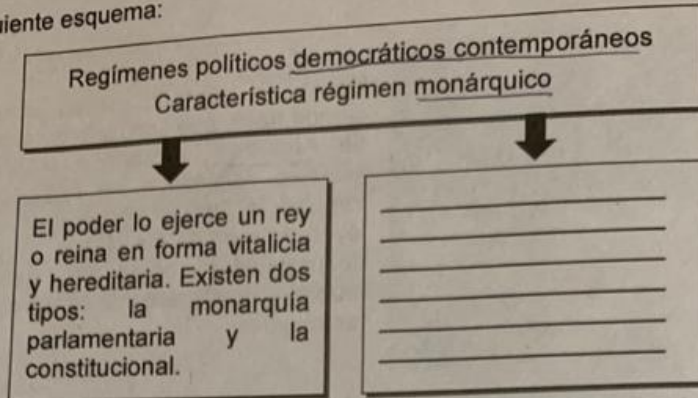 esquema:
Regímenes políticos democráticos contemporáneos
Característica régimen monárquico
El poder lo ejerce un rey
o reina en forma vitalicia
y hereditaria. Existen dos
tipos: la monarquía
parlamentaria y la
constitucional.